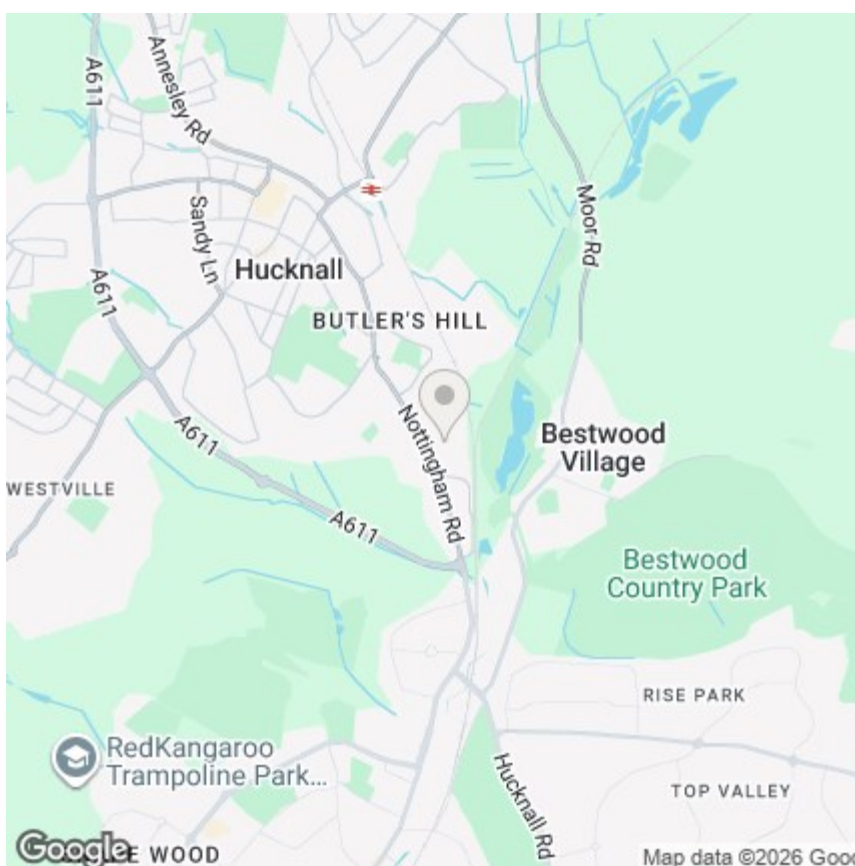 A611
Annesley Rd
Sandy Ln
Moor Rd
Hucknall
A611
BUTLER'S HILL
A611
Nottingham Rd
Bestwood
Village
WESTVILLE
A611
Bestwood
Country Park
RISE PARK
RedKangaroo
Trampoline Park...
Hucknall Rd
TOP VALLEY
Google
WOOD
Map data ©2026 Goo